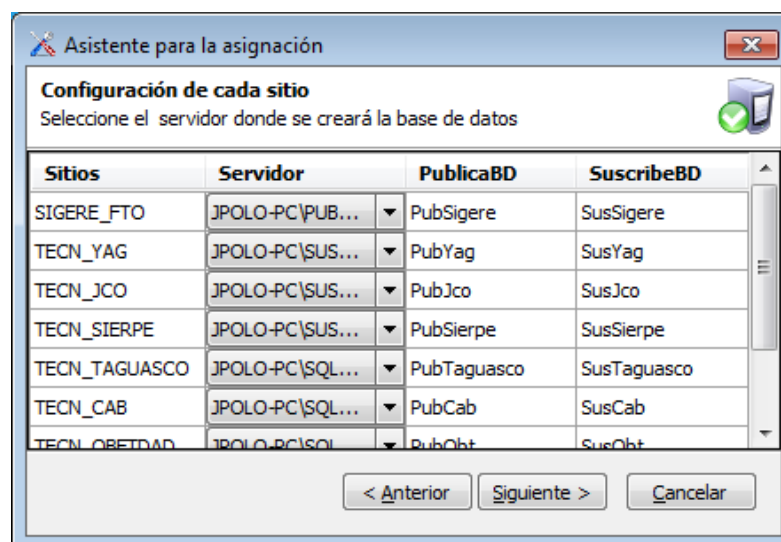 Asistente para la asignación
Configuración de cada sitio
Seleccione el servidor donde se creará la base de datos
Sitios Servidor PublicaBD SuscribeBD
SIGERE_FTO JPOLO-PC\PUB... PubSigere SusSigere
TECN_YAG JPOLO-PC\SUS... PubYag SusYag
TECN_JCO JPOLO-PC\SUS... PubJco SusJco
TECN_SIERPE JPOLO-PC\SUS... PubSierpe SusSierpe
TECN_TAGUASCO JPOLO-PC\SQL... PubTaguasco SusTaguasco
TECN_CAB JPOLO-PC\SQL... PubCab SusCab
< Anterior Siguiente > Cancelar